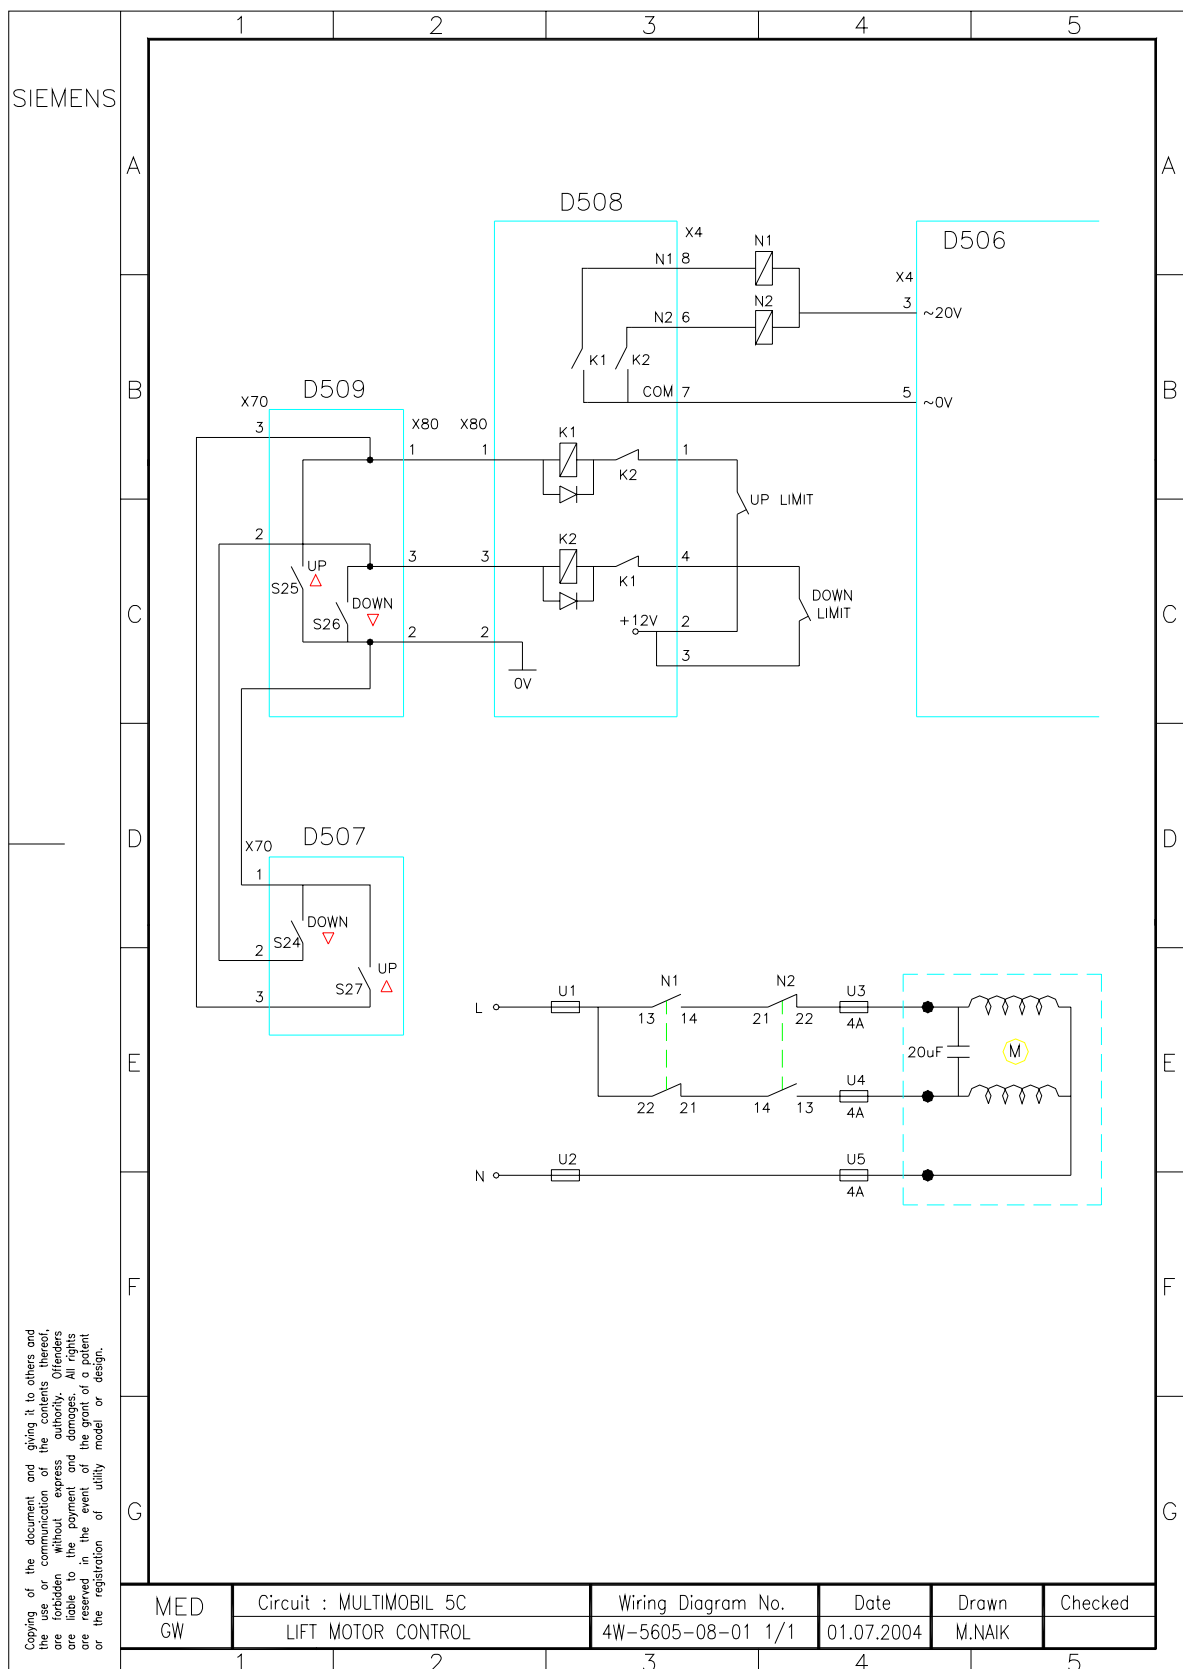 1 2 3 4 5
SIEMENS
A A
D508
D506
X4
N1 8
N1
X4
N2 6
N2
3 ~20V
K1 K2
B B
D509
COM 7
5 ~0V
X70
3
X80 X80
1 1
K1
K2
1
UP LIMIT
2
3 3
K2
K1
4
UP
S25
DOWN
S26
DOWN
LIMIT
C C
+12V
2 2
2
3
0V
D D
D507
X70
1
DOWN
S24
2
UP
S27
3
L
U1
N1
N2
U3
13 14
21 22
4A
20uF
M
E E
U4
22 21
14 13
4A
N
U2
U5
4A
F F
G G
Copying of the document and giving it to others and
the use or communication of the contents thereof,
are forbidden without express authority. Offenders
are liable to the payment and damages. All rights
are reserved in the event of the grant of a patent
or the registration of utility model or design.
MED
GW
Circuit : MULTIMOBIL 5C
LIFT MOTOR CONTROL
Wiring Diagram No.
4W-5605-08-01 1/1
Date
01.07.2004
Drawn
M.NAIK
Checked
1 2 3 4 5